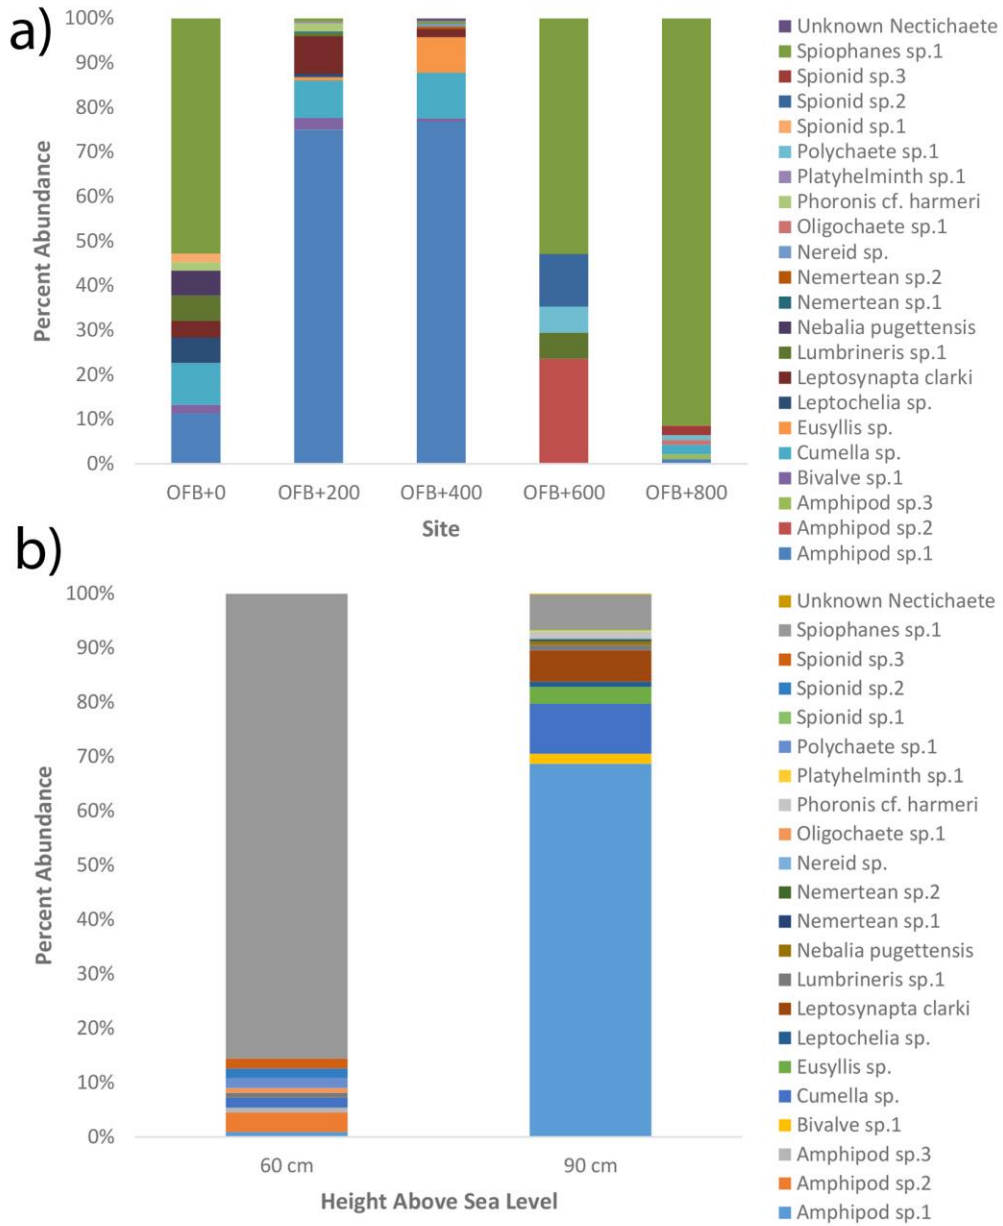 a)
100%
90%
80%
70%
60%
50%
40%
30%
20%
10%
0%
Percent Abundance
OFB+0 OFB+200 OFB+400 OFB+600 OFB+800
Site
Unknown Nectichaete
Spiophanes sp.1
Spionid sp.3
Spionid sp.2
Spionid sp.1
Polychaete sp.1
Platyhelminth sp.1
Phoronis cf. harmeri
Oligochaete sp.1
Nereid sp.
Nemertean sp.2
Nemertean sp.1
Nebalia pugettensis
Lumbrineris sp.1
Leptosynapta clarki
Leptochelia sp.
Eusyllis sp.
Cumella sp.
Bivalve sp.1
Amphipod sp.3
Amphipod sp.2
Amphipod sp.1
b)
100%
90%
80%
70%
60%
50%
40%
30%
20%
10%
0%
Percent Abundance
60 cm 90 cm
Height Above Sea Level
Unknown Nectichaete
Spiophanes sp.1
Spionid sp.3
Spionid sp.2
Spionid sp.1
Polychaete sp.1
Platyhelminth sp.1
Phoronis cf. harmeri
Oligochaete sp.1
Nereid sp.
Nemertean sp.2
Nemertean sp.1
Nebalia pugettensis
Lumbrineris sp.1
Leptosynapta clarki
Leptochelia sp.
Eusyllis sp.
Cumella sp.
Bivalve sp.1
Amphipod sp.3
Amphipod sp.2
Amphipod sp.1